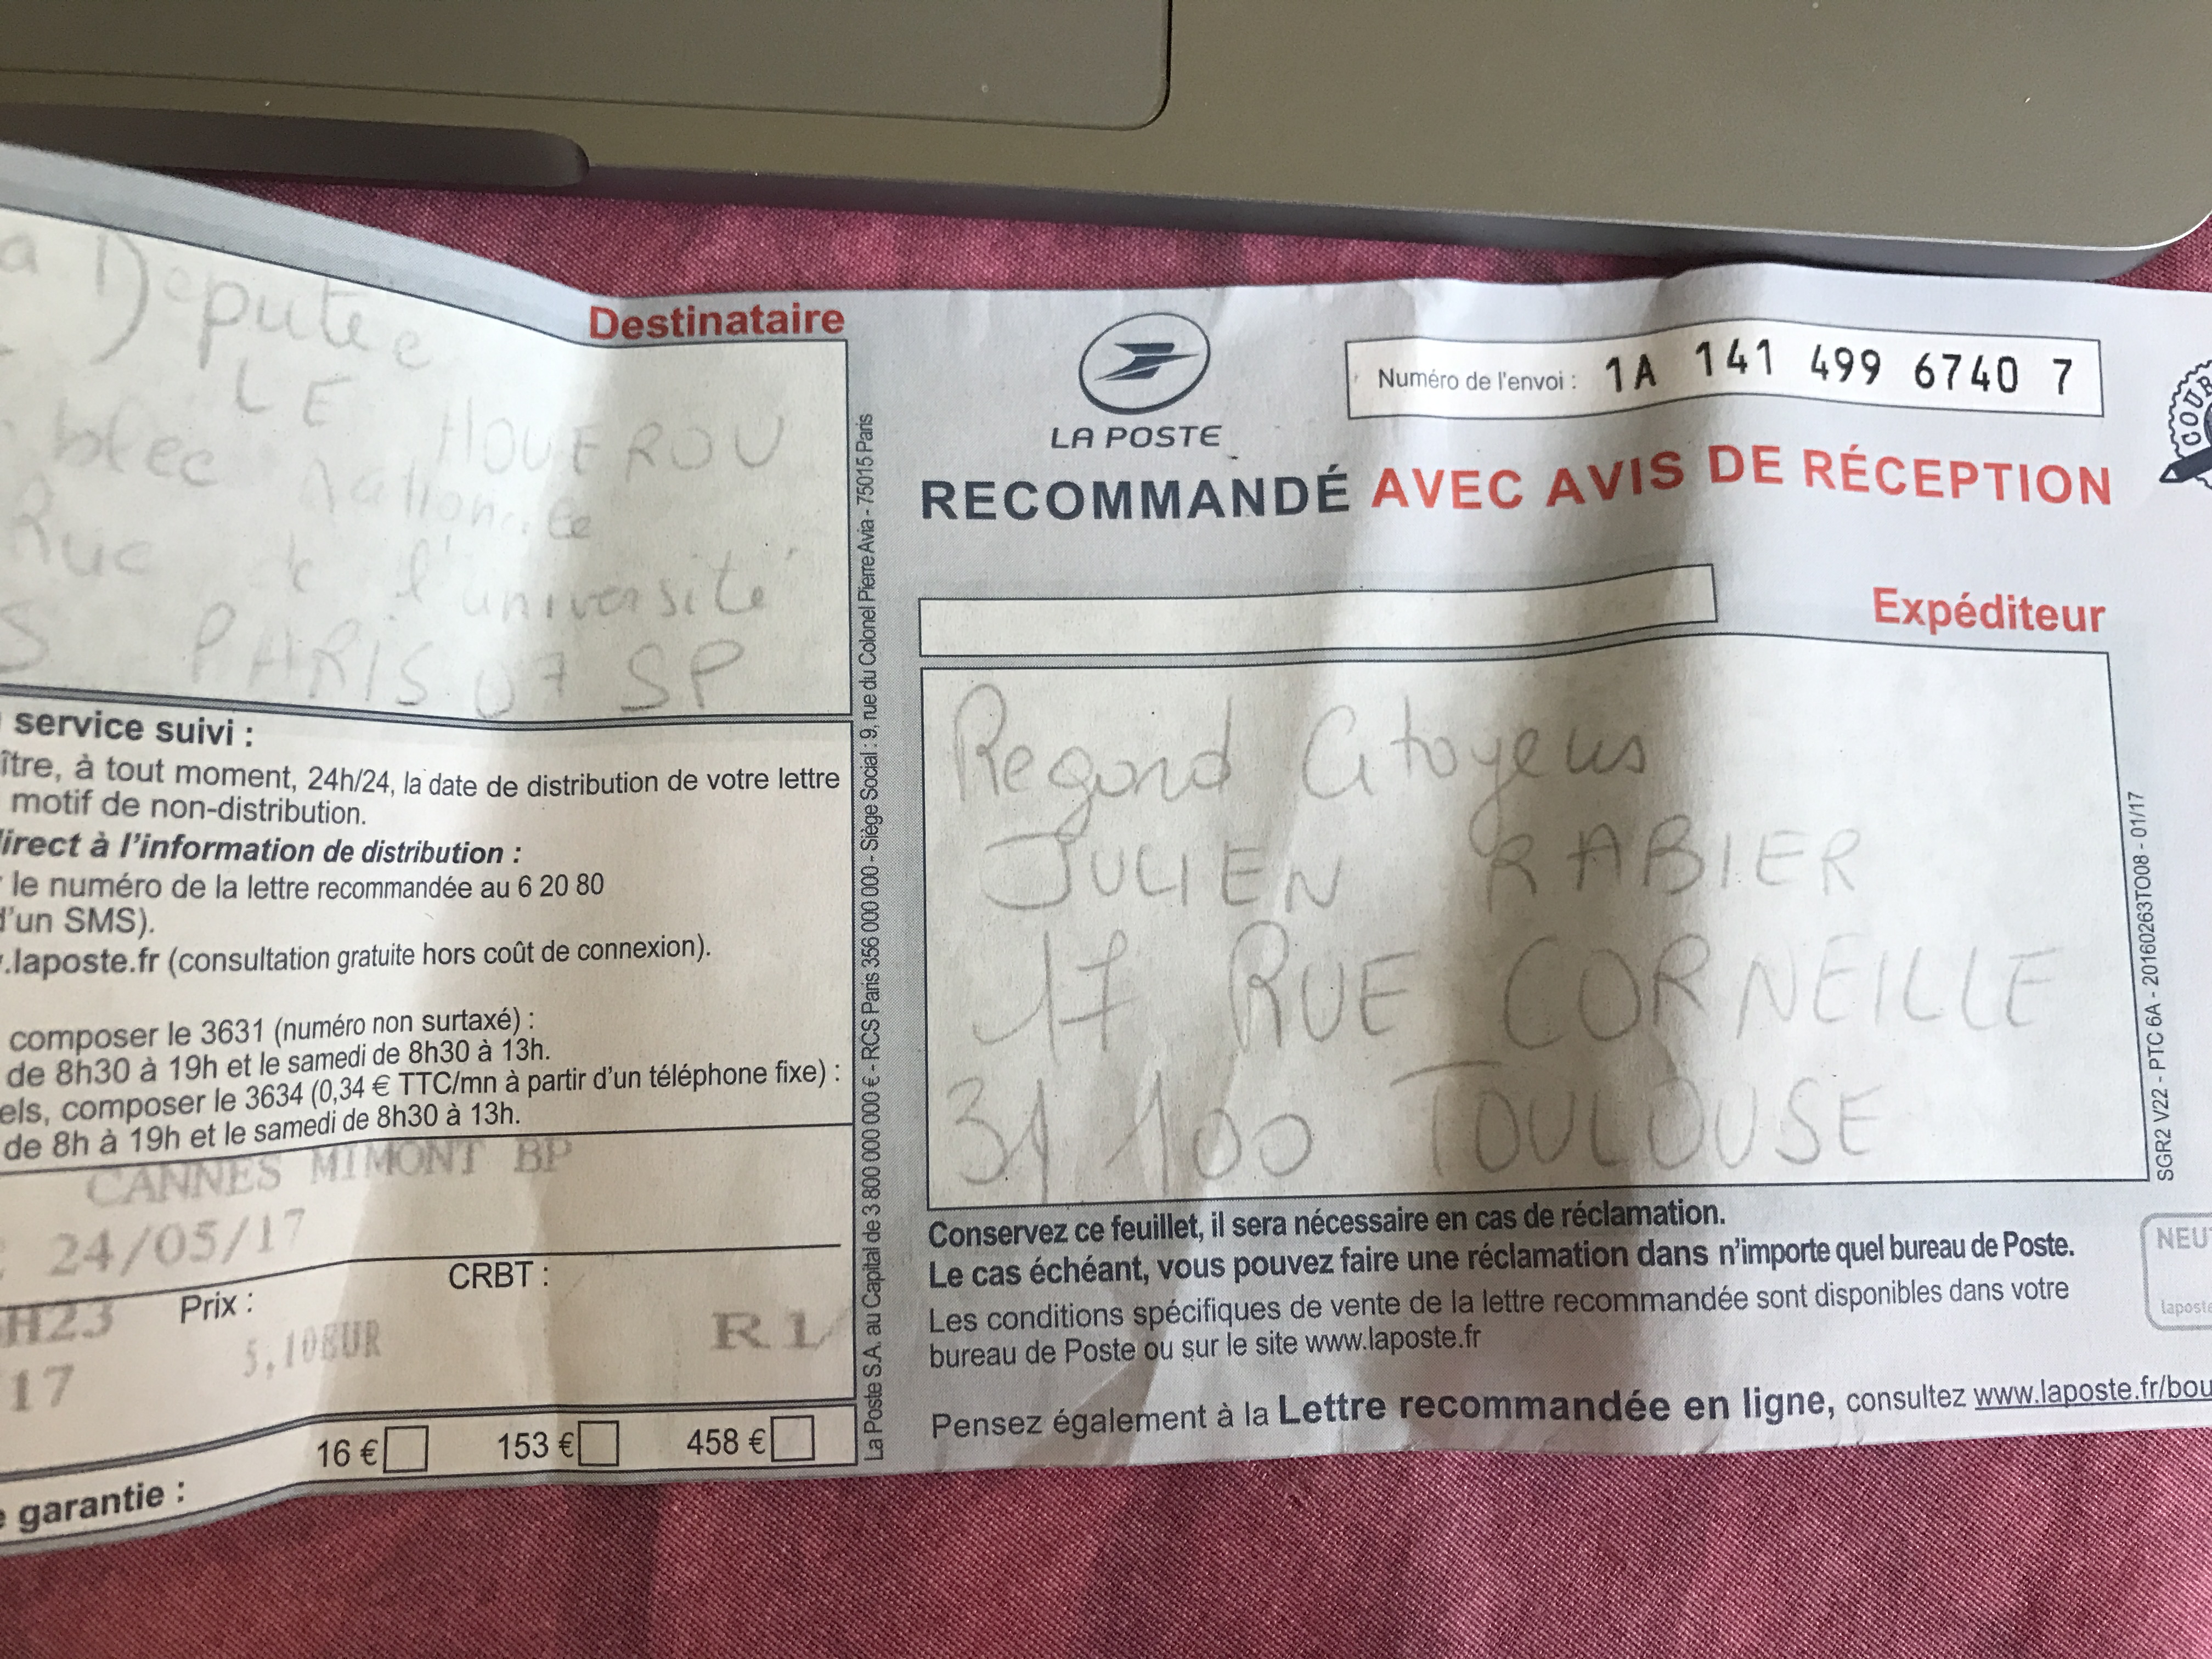 a Deputée
LE HOUEROU
blée Nationale
Rue de l'université
S PARIS 07 SP
Destinataire
service suivi :
ître, à tout moment, 24h/24, la date de distribution de votre lettre
motif de non-distribution.
direct à l'information de distribution :
le numéro de la lettre recommandée au 6 20 80
d'un SMS).
.laposte.fr (consultation gratuite hors coût de connexion).
composer le 3631 (numéro non surtaxé) :
de 8h30 à 19h et le samedi de 8h30 à 13h.
els, composer le 3634 (0,34 € TTC/mn à partir d'un téléphone fixe) :
de 8h à 19h et le samedi de 8h30 à 13h.
CANNES MIMONT BP
24/05/17
CRBT :
H23 Prix :
5,10EUR R1
17
16 € 153 € 458 €
garantie :
La Poste S.A. au Capital de 3 800 000 000 € - RCS Paris 356 000 000 - Siège Social : 9, rue du Colonel Pierre Avia - 75015 Paris
LA POSTE
Numéro de l'envoi : 1A 141 499 6740 7
RECOMMANDÉ AVEC AVIS DE RÉCEPTION
Expéditeur
Regard Citoyens
JULIEN RABIER
17 RUE CORNEILLE
31100 TOULOUSE
Conservez ce feuillet, il sera nécessaire en cas de réclamation.
Le cas échéant, vous pouvez faire une réclamation dans n'importe quel bureau de Poste.
Les conditions spécifiques de vente de la lettre recommandée sont disponibles dans votre
bureau de Poste ou sur le site www.laposte.fr
Pensez également à la Lettre recommandée en ligne, consultez www.laposte.fr/bou
SGR2 V22 - PTC 6A - 20160263TO08 - 01/17
COUR
NEUT
laposte